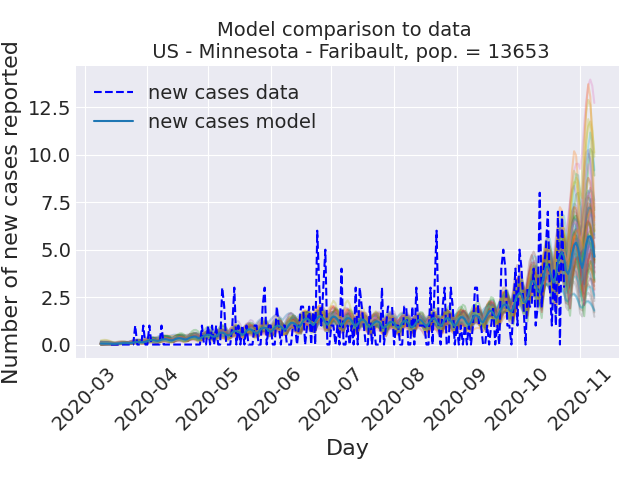 Model comparison to data
US - Minnesota - Faribault, pop. = 13653
new cases data
new cases model
Number of new cases reported
12.5
10.0
7.5
5.0
2.5
0.0
2020-03
2020-04
2020-05
2020-06
2020-07
2020-08
2020-09
2020-10
2020-11
Day